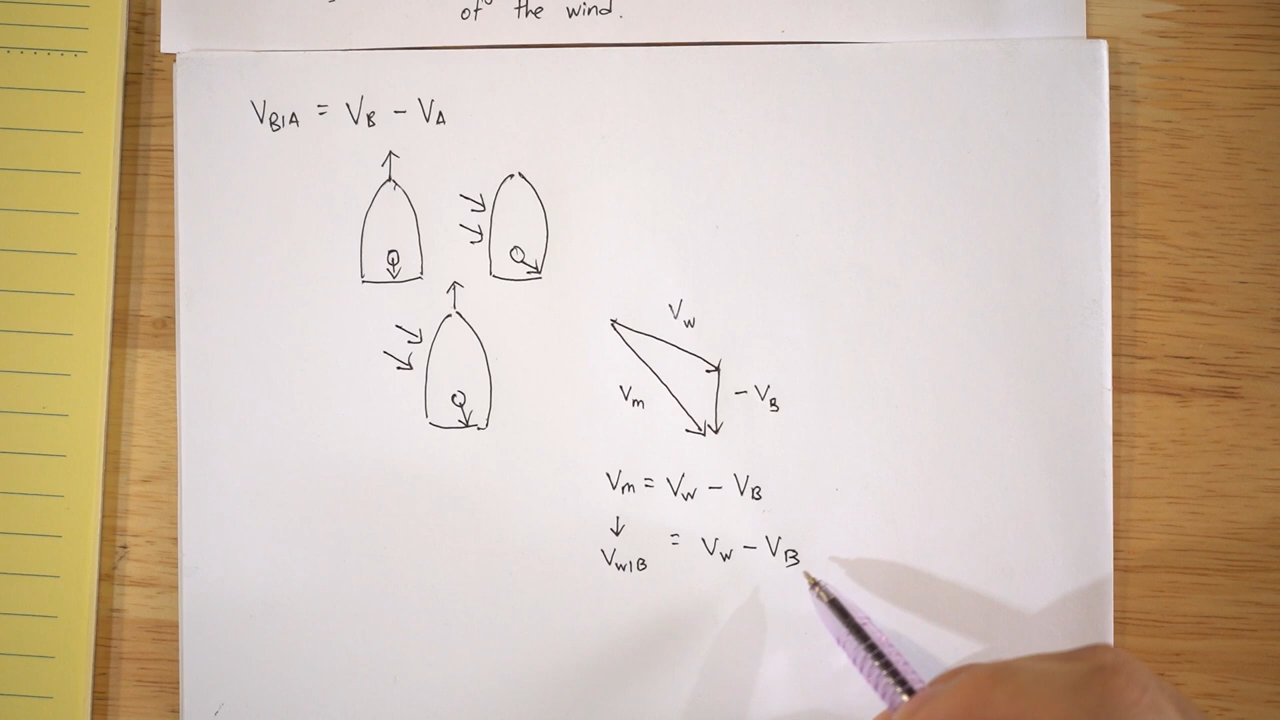 of the wind.
V_B/A = V_B - V_A
V_w
V_m
- V_B
V_m = V_w - V_B
V_w/B = V_w - V_B